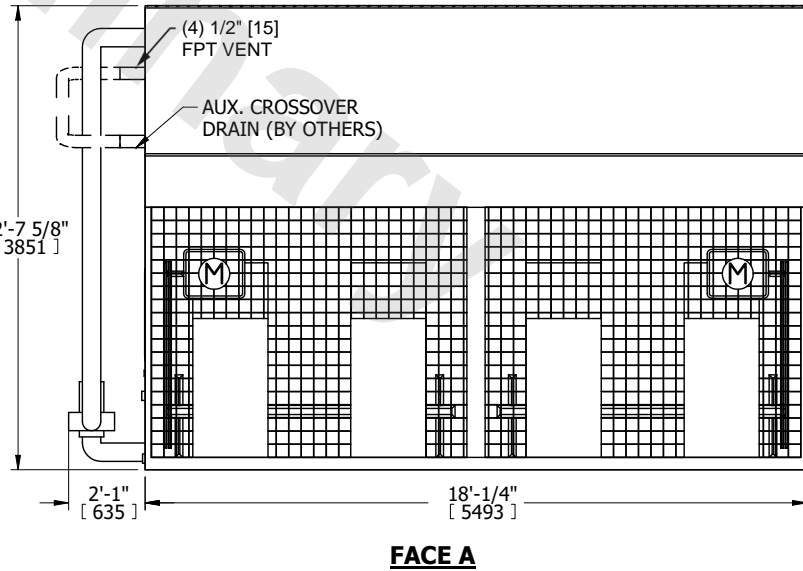 (4) 1/2" [15]
FPT VENT
AUX. CROSSOVER
DRAIN (BY OTHERS)
2'-7 5/8"
3851 ]
M
M
2'-1"
[ 635 ]
18'-1/4"
[ 5493 ]
FACE A